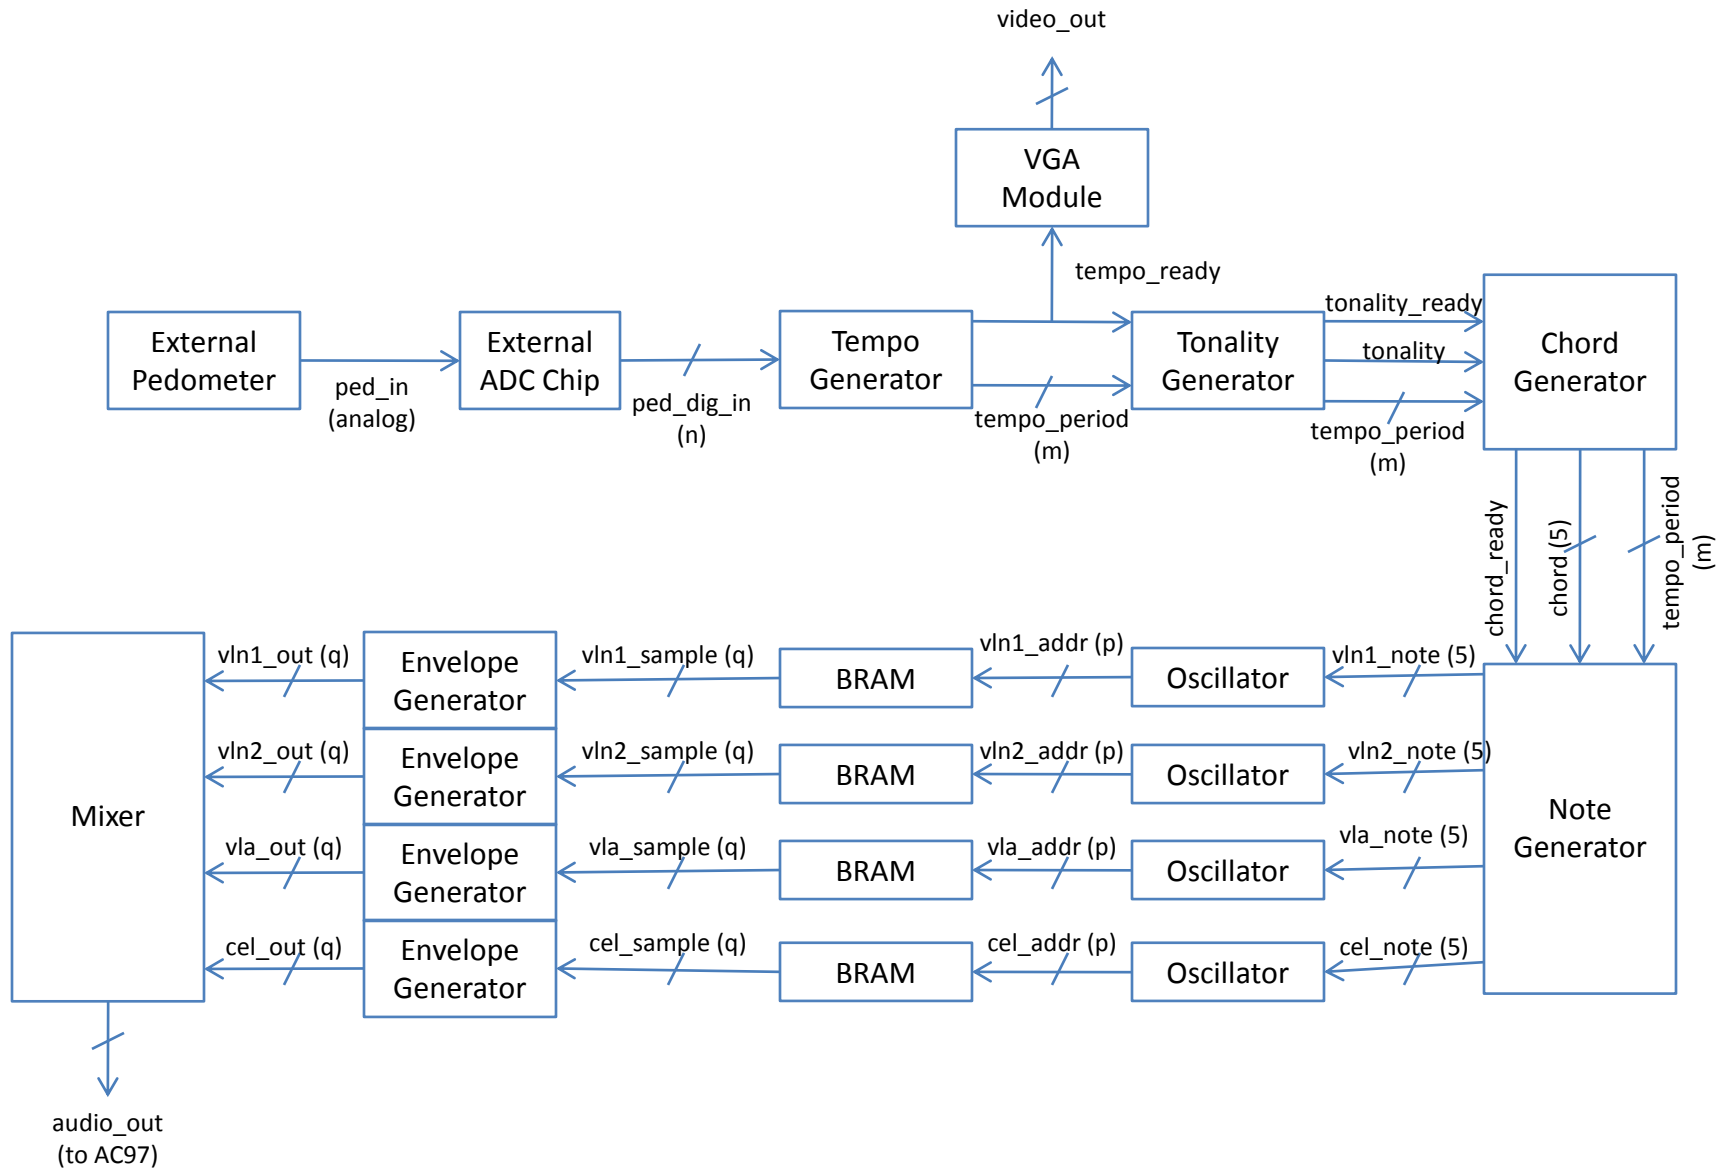 video_out
VGA
Module
tempo_ready
External
Pedometer
ped_in
(analog)
External
ADC Chip
ped_dig_in
(n)
Tempo
Generator
tempo_period
(m)
Tonality
Generator
tonality_ready
tonality
tempo_period
(m)
Chord
Generator
chord_ready
chord (5)
tempo_period
(m)
Mixer
vln1_out (q)
Envelope
Generator
vln1_sample (q)
BRAM
vln1_addr (p)
Oscillator
vln1_note (5)
vln2_out (q)
Envelope
Generator
vln2_sample (q)
BRAM
vln2_addr (p)
Oscillator
vln2_note (5)
vla_out (q)
Envelope
Generator
vla_sample (q)
BRAM
vla_addr (p)
Oscillator
vla_note (5)
cel_out (q)
Envelope
Generator
cel_sample (q)
BRAM
cel_addr (p)
Oscillator
cel_note (5)
Note
Generator
audio_out
(to AC97)